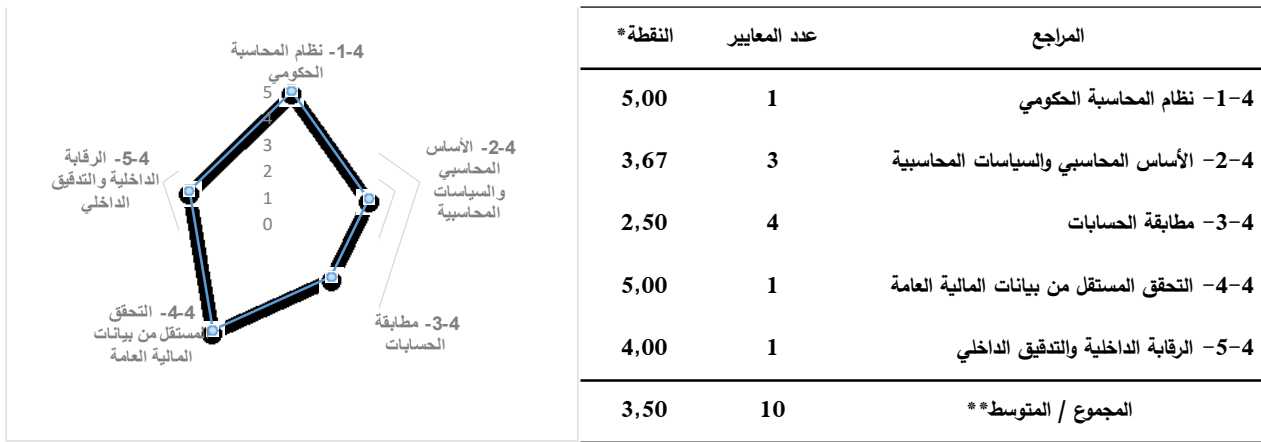 المراجع عدد المعايير النقطة*
4-1- نظام المحاسبة الحكومي 1 5,00
4-2- الأساس المحاسبي والسياسات المحاسبية 3 3,67
4-3- مطابقة الحسابات 4 2,50
4-4- التحقق المستقل من بيانات المالية العامة 1 5,00
4-5- الرقابة الداخلية والتدقيق الداخلي 1 4,00
المجموع / المتوسط** 10 3,50
4-1- نظام المحاسبة
الحكومي
5
4
3
2
1
0
4-2- الأساس
المحاسبي
والسياسات
المحاسبية
4-3- مطابقة
الحسابات
4-4- التحقق
المستقل من بيانات
المالية العامة
4-5- الرقابة
الداخلية والتدقيق
الداخلي